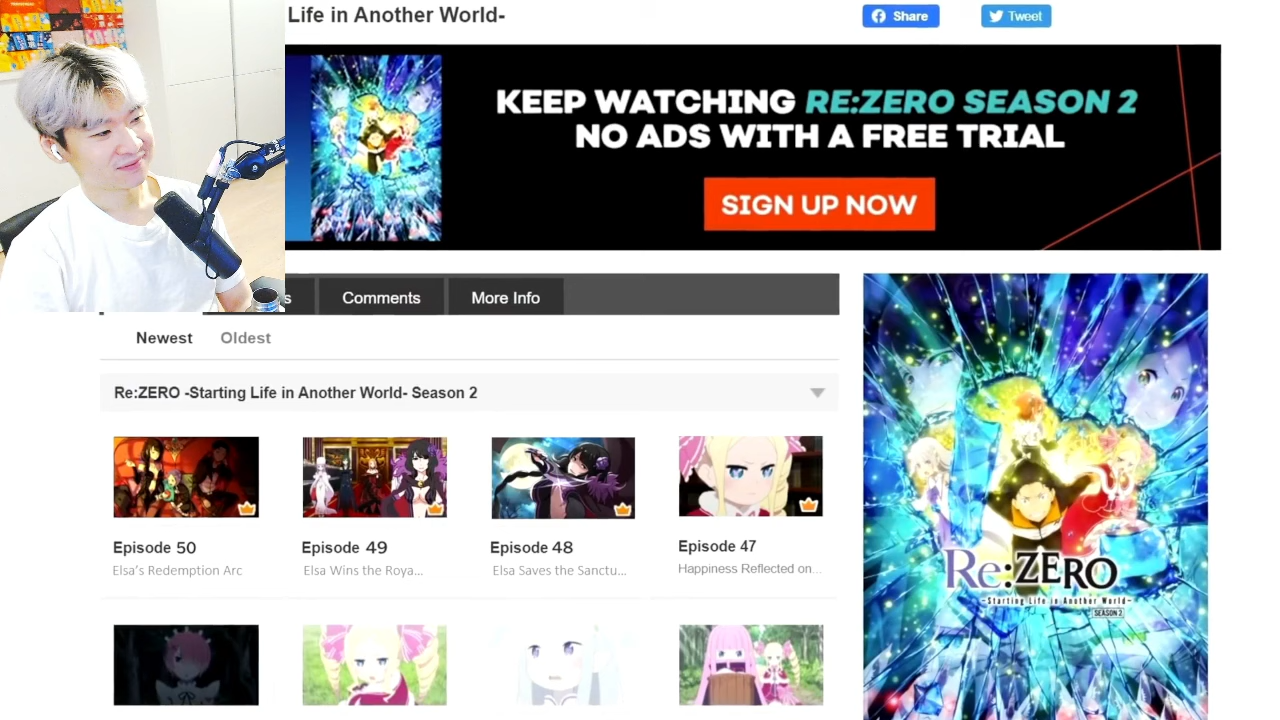 Life in Another World-
Share
Tweet
KEEP WATCHING RE:ZERO SEASON 2
NO ADS WITH A FREE TRIAL
SIGN UP NOW
s
Comments
More Info
Newest
Oldest
Re:ZERO -Starting Life in Another World- Season 2
Episode 50
Elsa's Redemption Arc
Episode 49
Elsa Wins the Roya...
Episode 48
Elsa Saves the Sanctu...
Episode 47
Happiness Reflected on...
Re:ZERO
-Starting Life in Another World-
SEASON 2